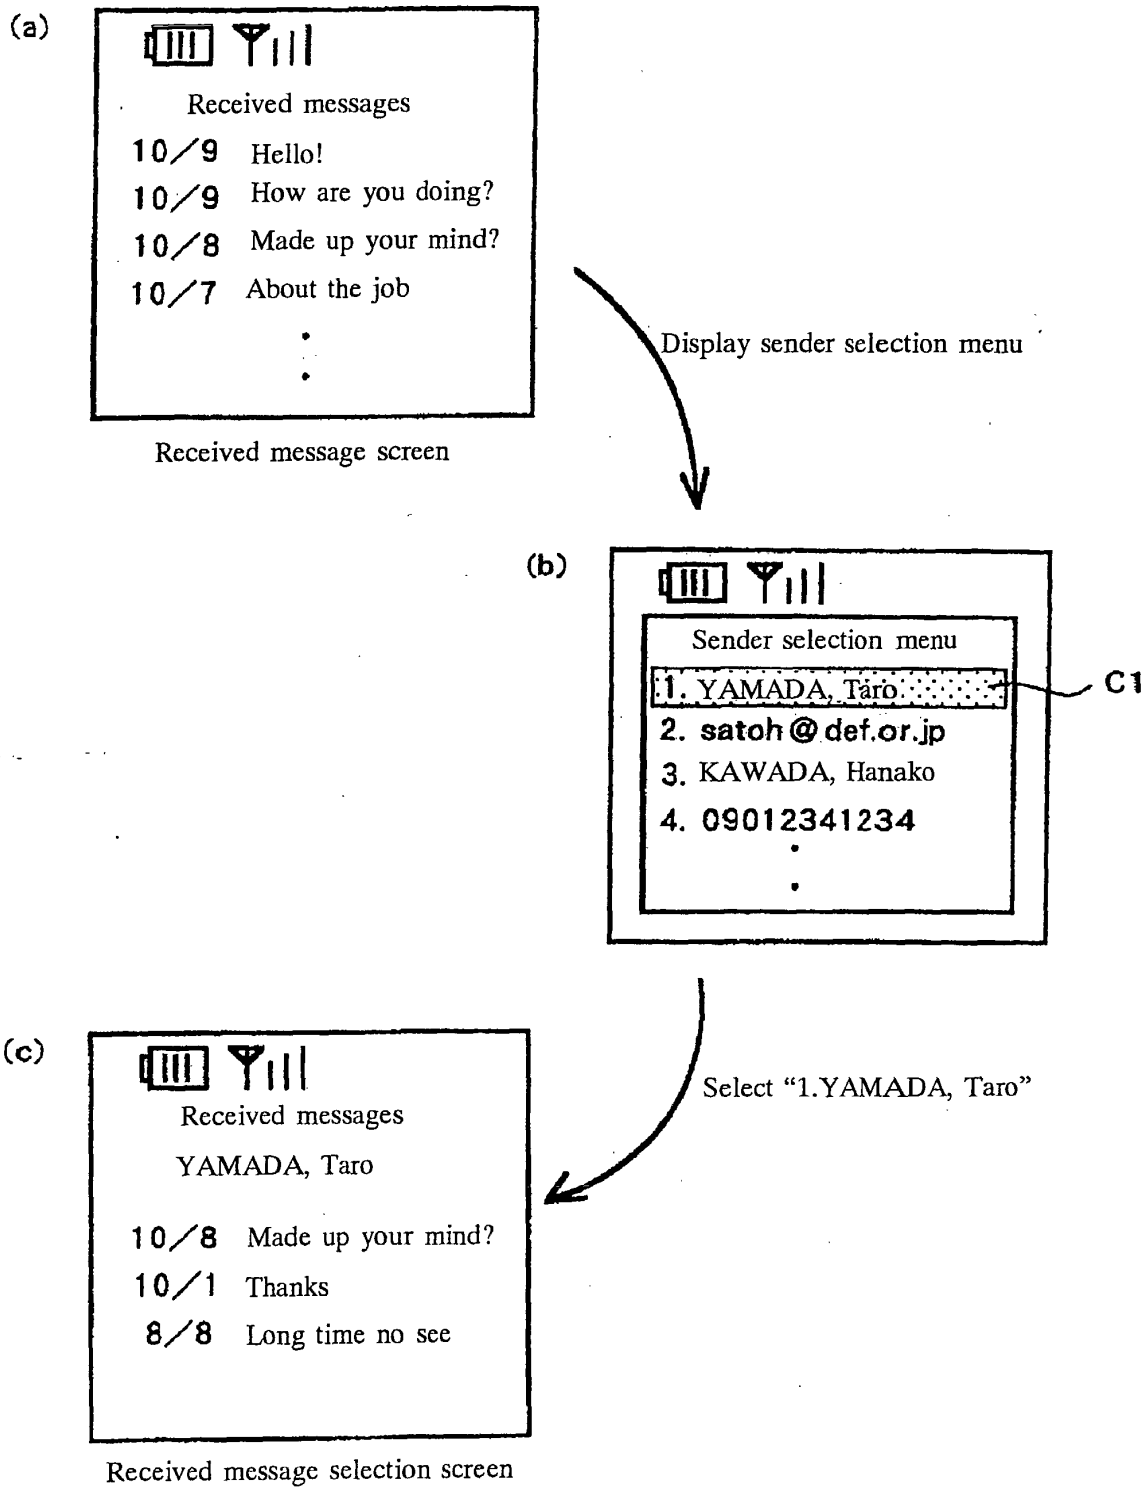 (a)
Received messages
10/9 Hello!
10/9 How are you doing?
10/8 Made up your mind?
10/7 About the job
Received message screen
Display sender selection menu
(b)
Sender selection menu
1. YAMADA, Taro
C1
2. satoh@def.or.jp
3. KAWADA, Hanako
4. 09012341234
Select “1.YAMADA, Taro”
(c)
Received messages
YAMADA, Taro
10/8 Made up your mind?
10/1 Thanks
8/8 Long time no see
Received message selection screen